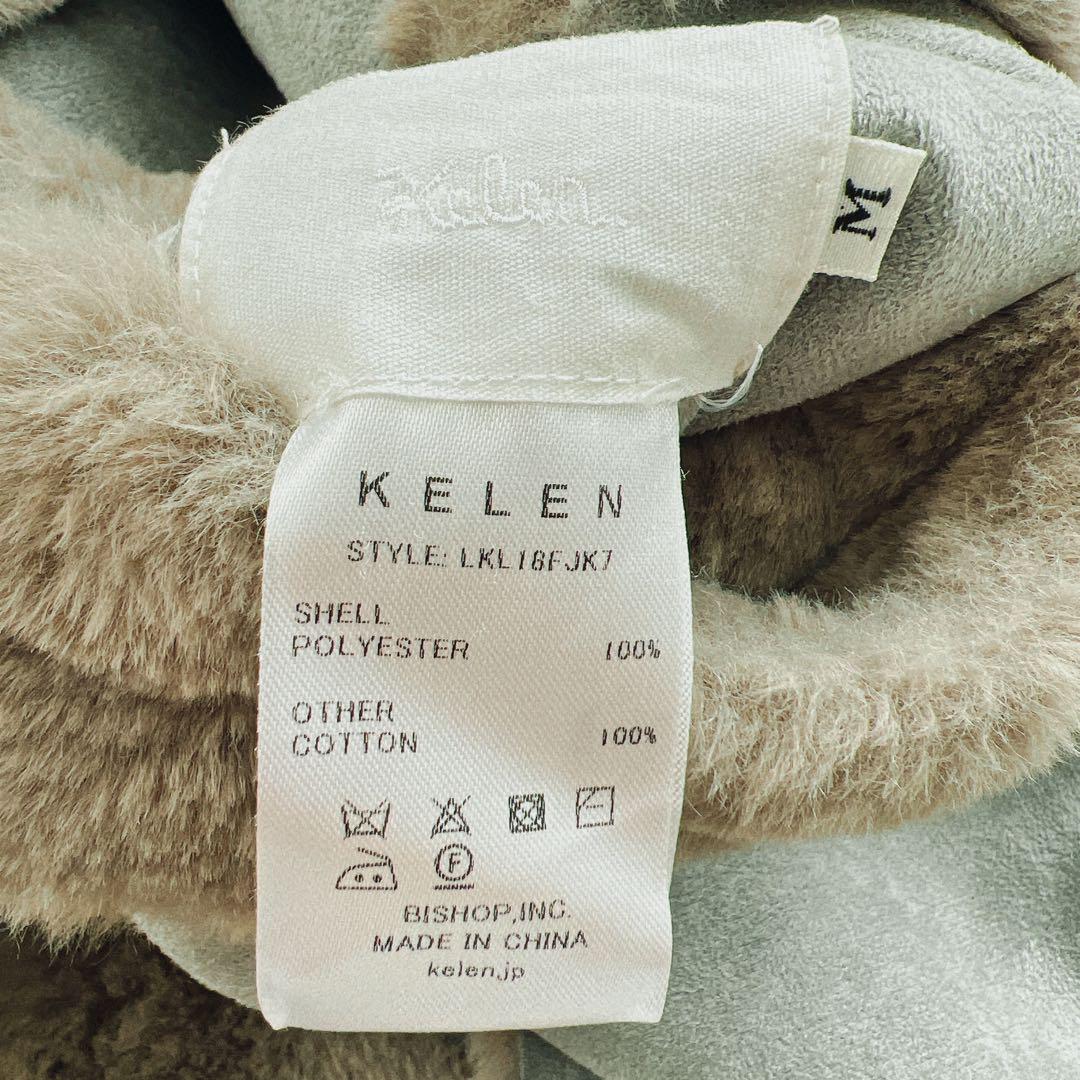 Kelen
M
KELEN
STYLE: LKL18FJK7
SHELL
POLYESTER 100%
OTHER
COTTON 100%
F
BISHOP,INC.
MADE IN CHINA
kelen.jp